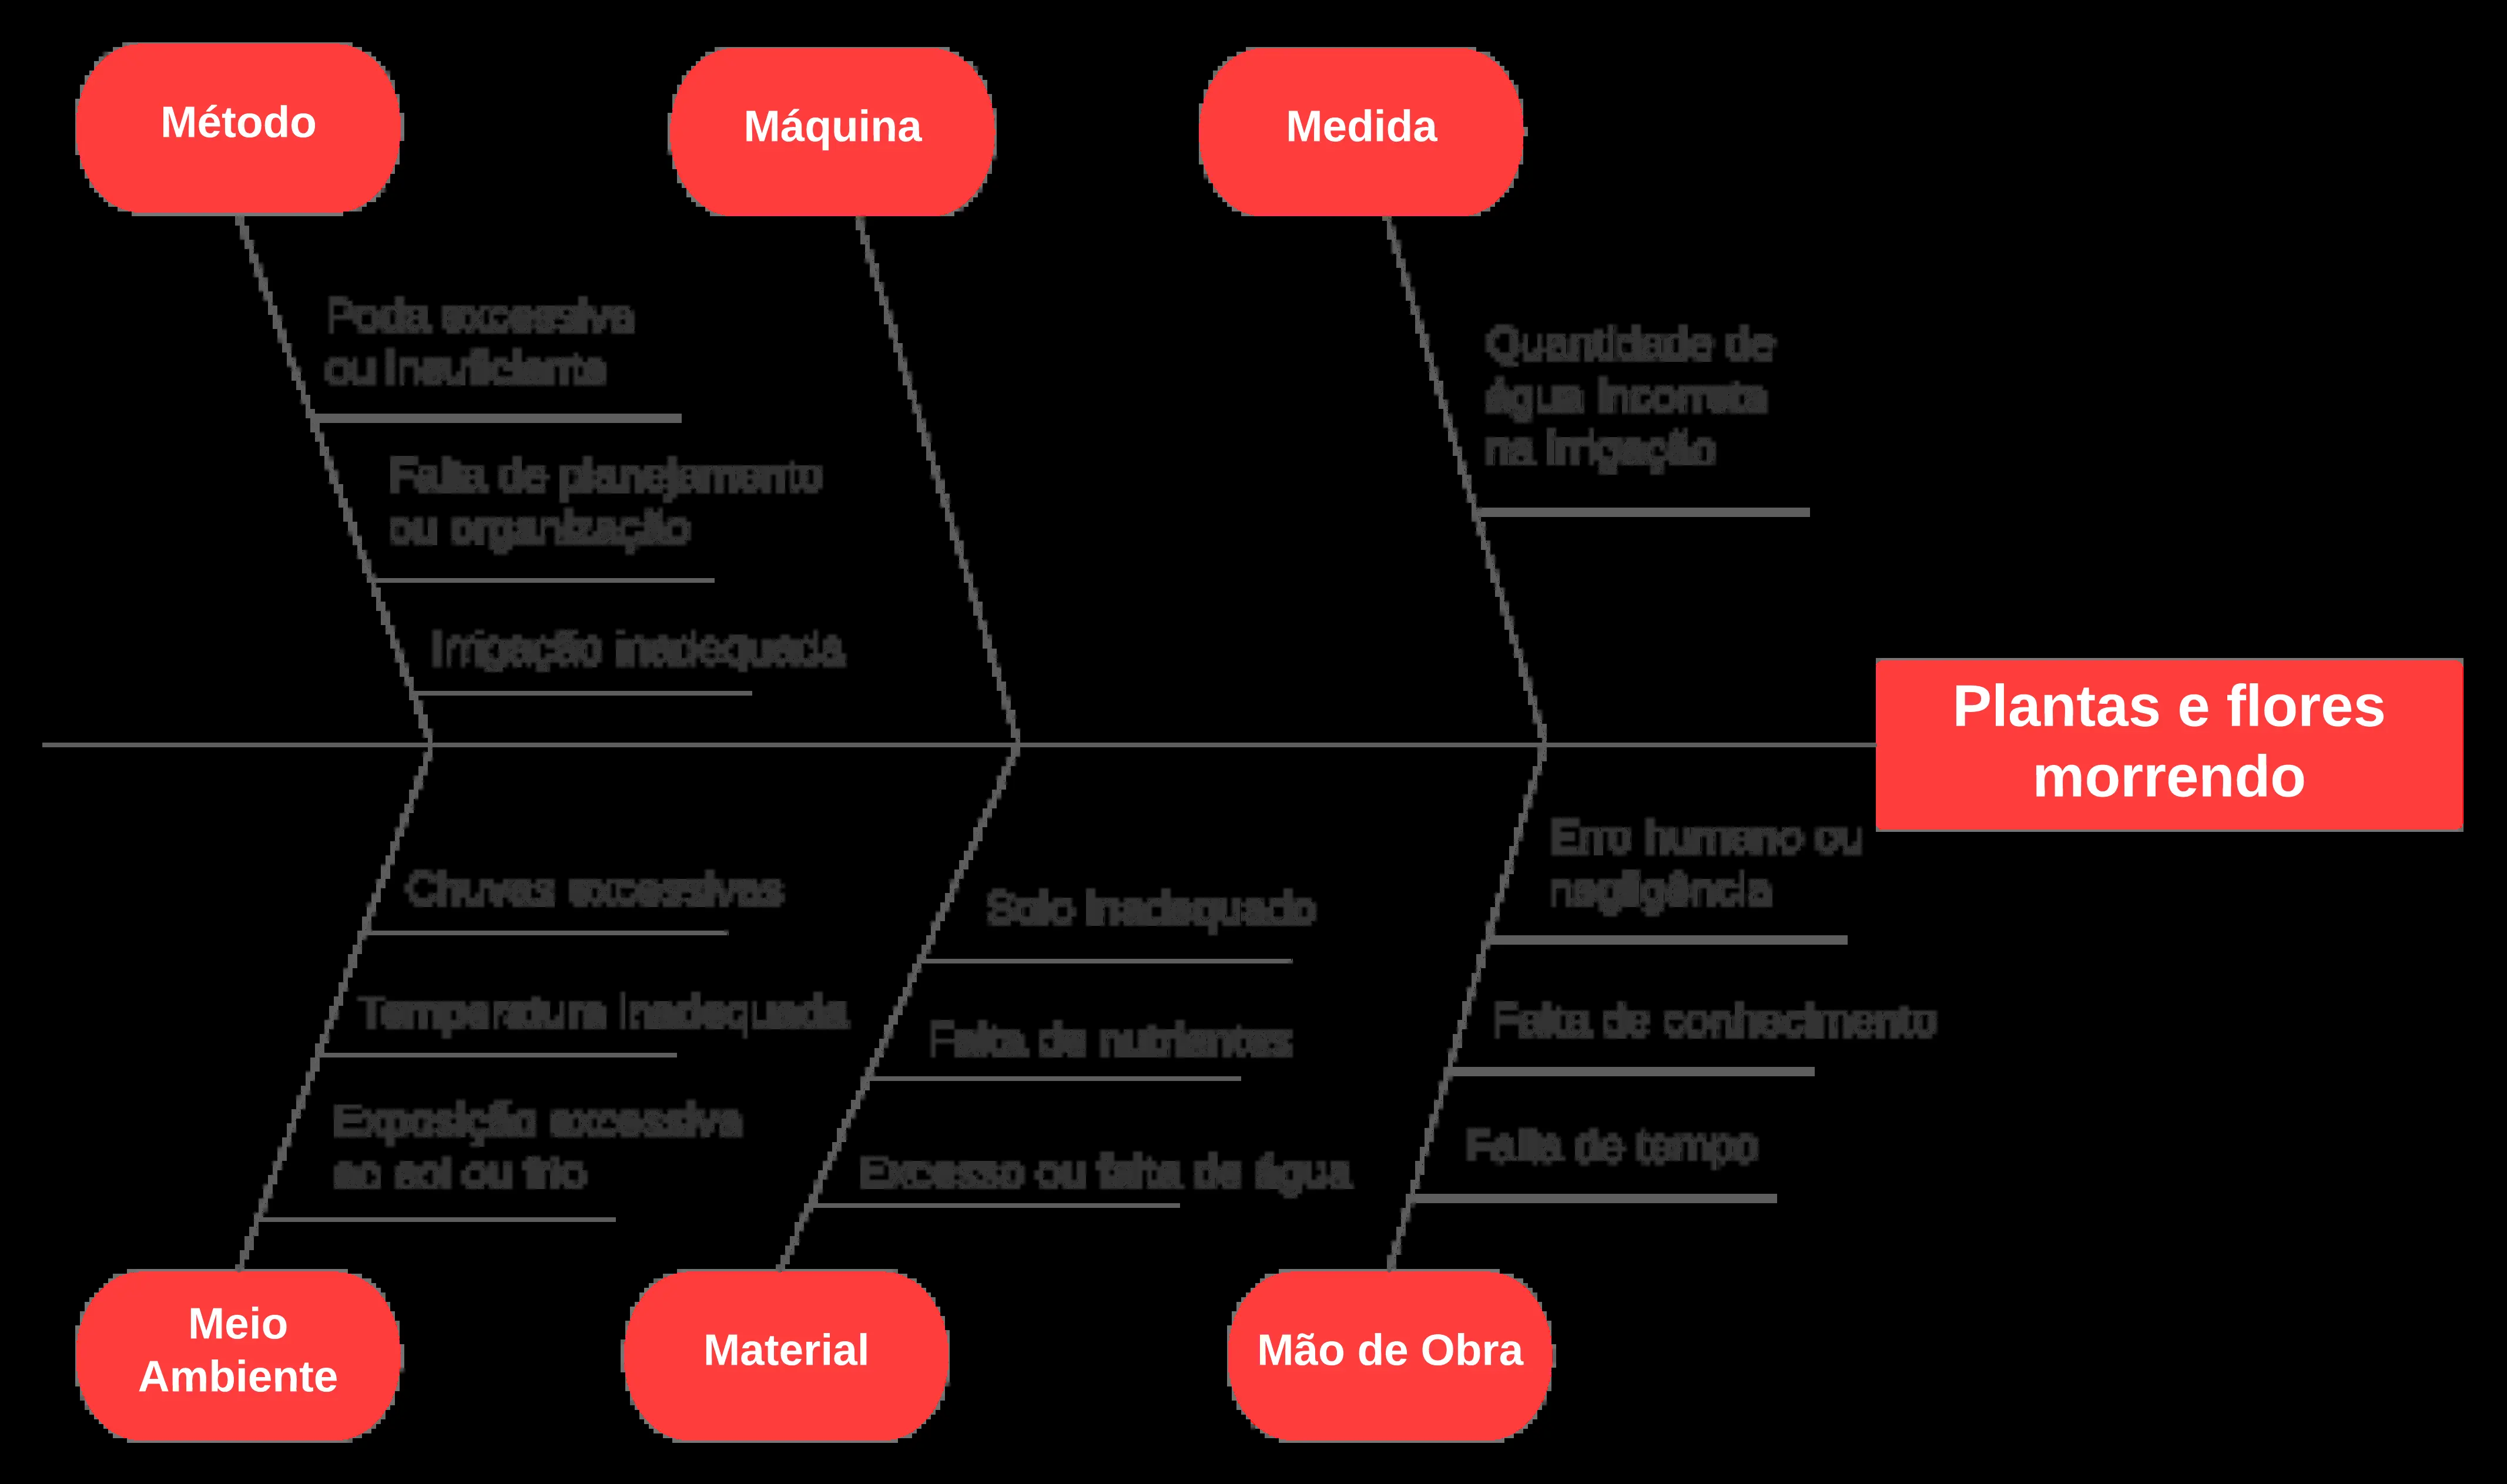 Método
Máquina
Medida
Poda excessiva
ou insuficiente
Falta de planejamento
ou organização
Irrigação inadequada
Quantidade de
água incorreta
na irrigação
Plantas e flores
morrendo
Chuvas excessivas
Temperatura inadequada
Exposição excessiva
ao sol ou frio
Solo inadequado
Falta de nutrientes
Excesso ou falta de água
Erro humano ou
negligência
Falta de conhecimento
Falta de tempo
Meio
Ambiente
Material
Mão de Obra